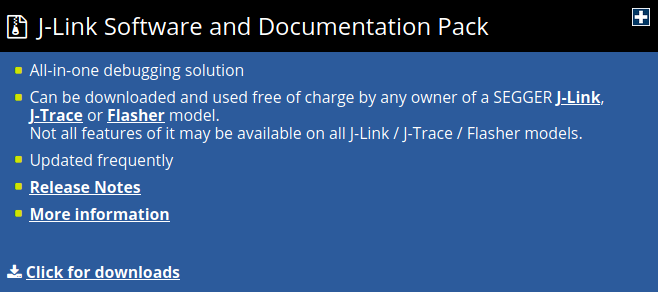 J-Link Software and Documentation Pack
All-in-one debugging solution
Can be downloaded and used free of charge by any owner of a SEGGER J-Link,
J-Trace or Flasher model.
Not all features of it may be available on all J-Link / J-Trace / Flasher models.
Updated frequently
Release Notes
More information
Click for downloads